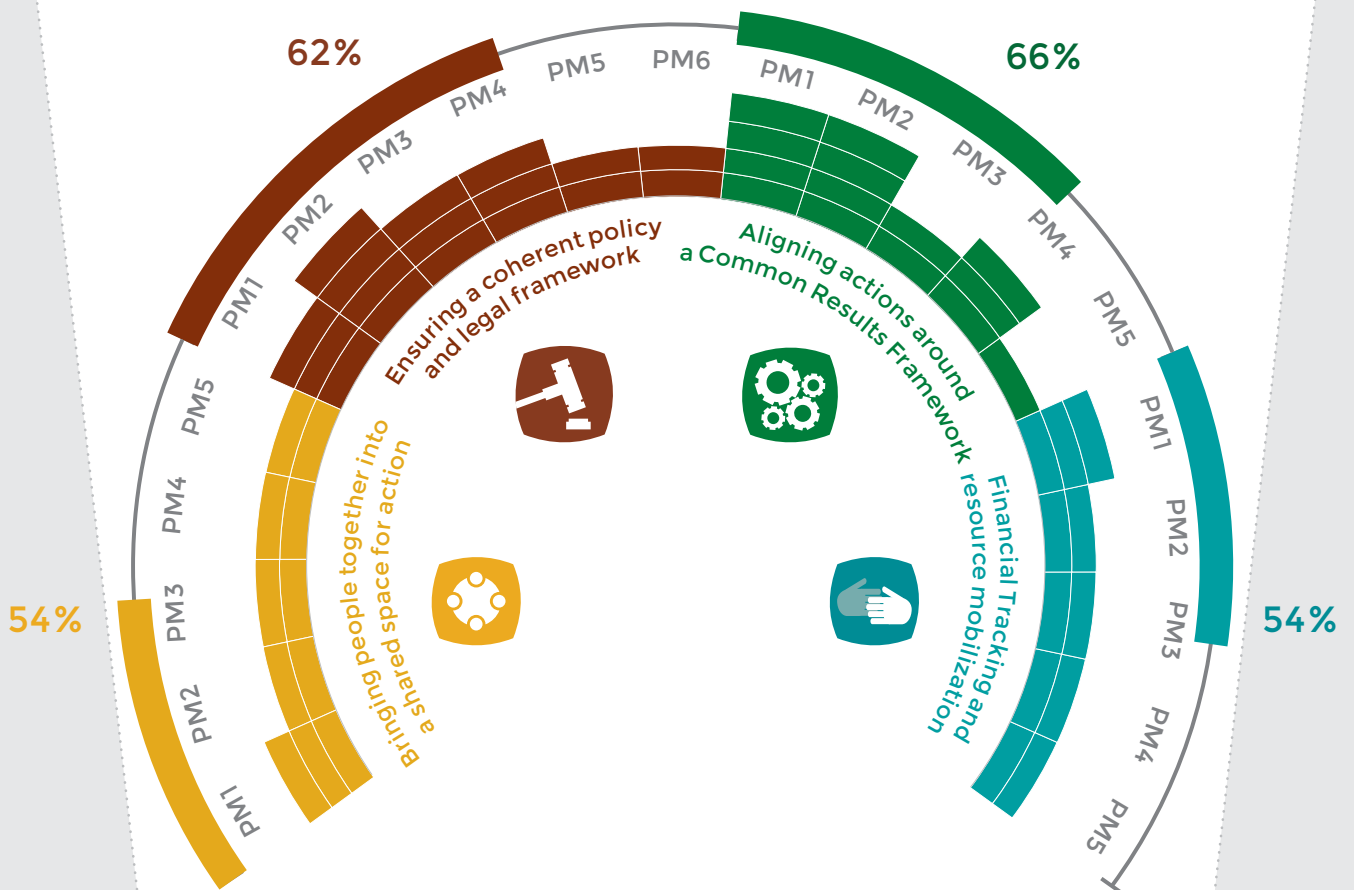 54%
PM1
PM2
PM3
PM4
PM5
Bringing people together into
a shared space for action
62%
PM1
PM2
PM3
PM4
PM5
PM6
Ensuring a coherent policy
and legal framework
66%
PM1
PM2
PM3
PM4
PM5
Aligning actions around
a Common Results Framework
54%
PM1
PM2
PM3
PM4
PM5
Financial Tracking and
resource mobilization